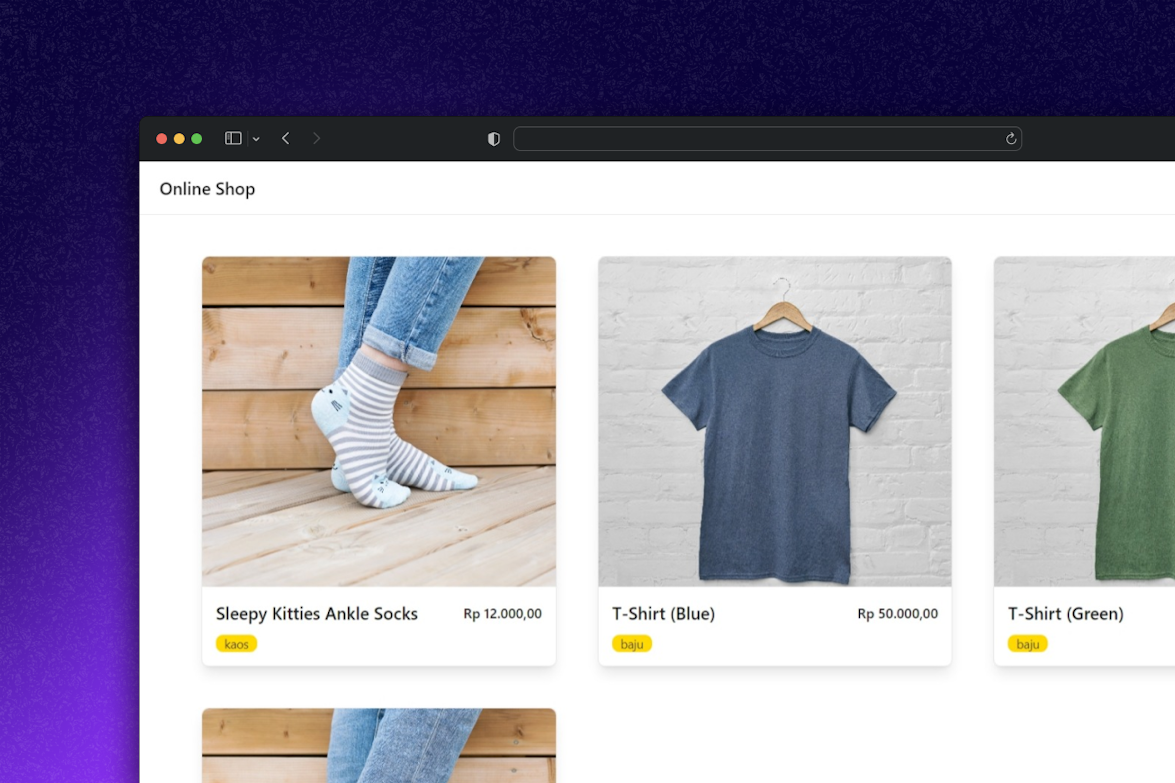 Online Shop
Sleepy Kitties Ankle Socks Rp 12.000,00
kaos
T-Shirt (Blue) Rp 50.000,00
baju
T-Shirt (Green)
baju